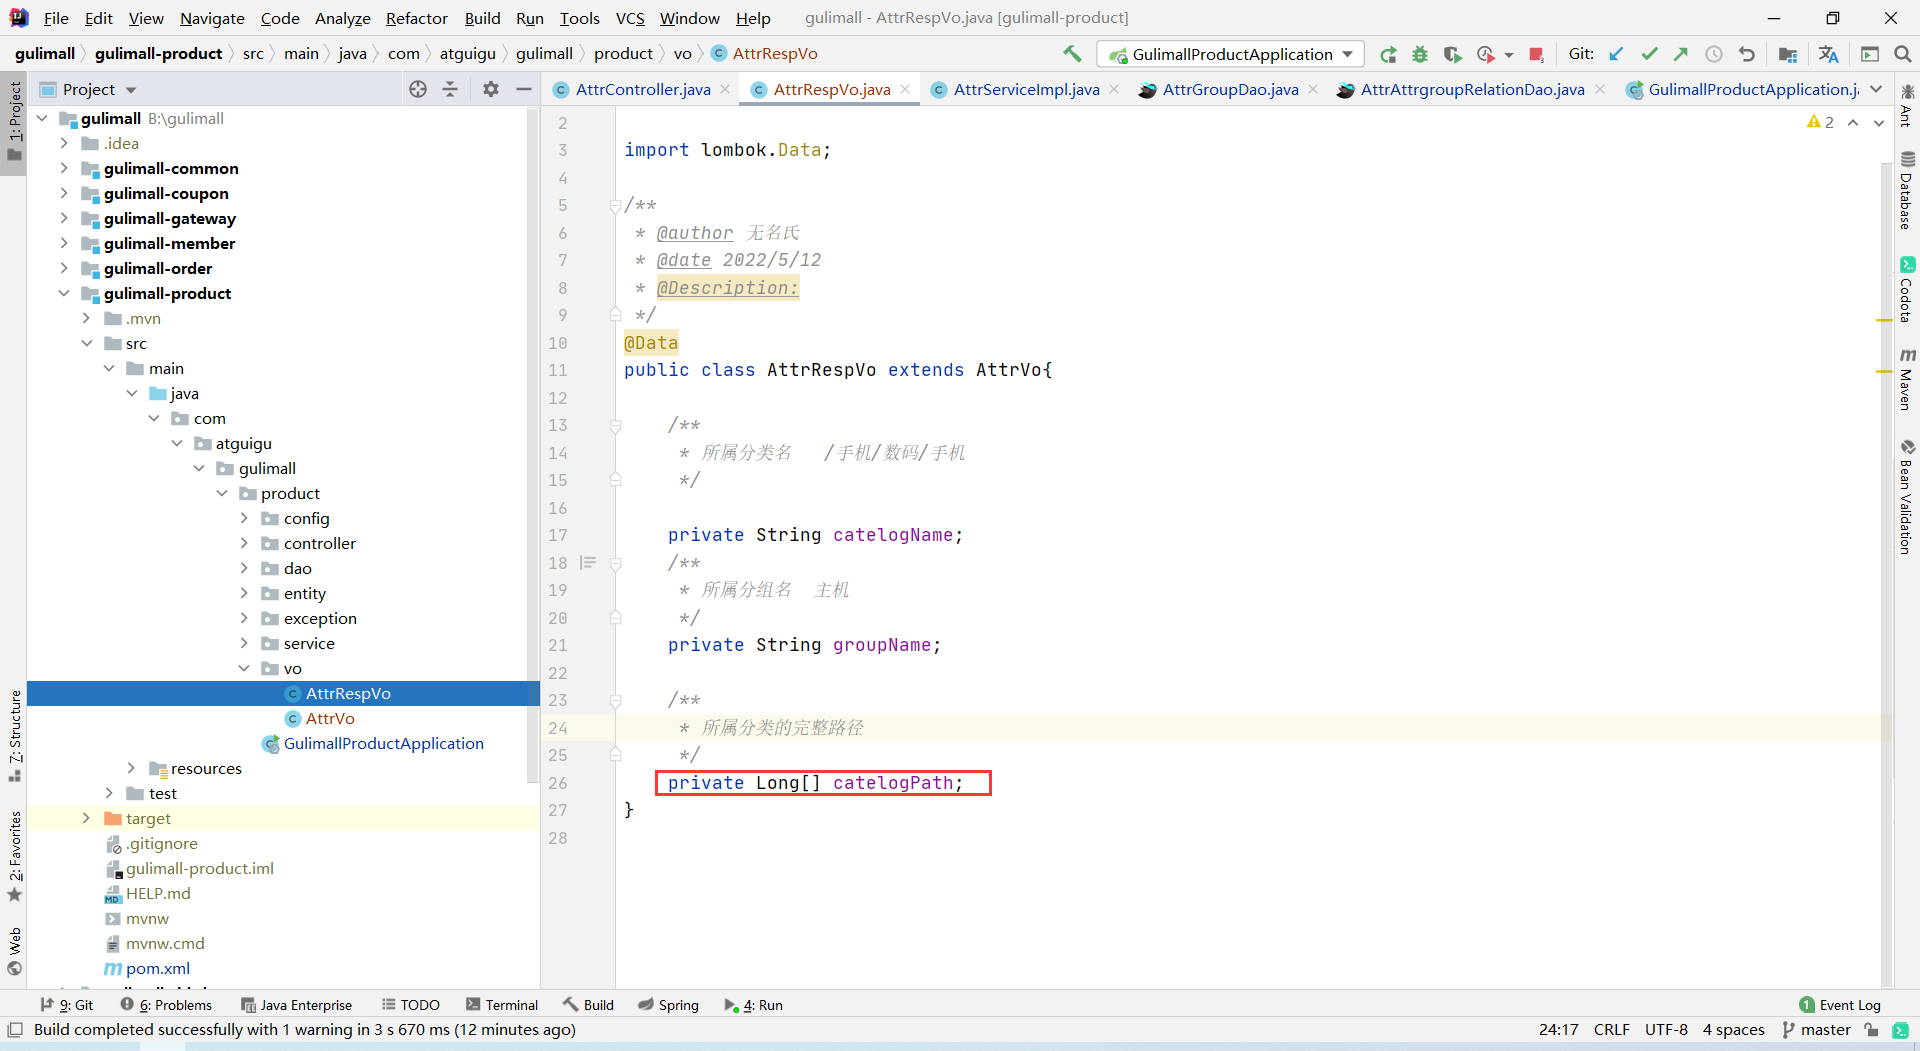 File Edit View Navigate Code Analyze Refactor Build Run Tools VCS Window Help gulimall - AttrRespVo.java [gulimall-product]
gulimall gulimall-product src main java com atguigu gulimall product vo AttrRespVo GulimallProductApplication Git:
Project
AttrController.java AttrRespVo.java AttrServiceImpl.java AttrGroupDao.java AttrAttrgroupRelationDao.java GulimallProductApplication.j
1: Project
7: Structure
2: Favorites
Web
gulimall B:\gulimall
.idea
gulimall-common
gulimall-coupon
gulimall-gateway
gulimall-member
gulimall-order
gulimall-product
.mvn
src
main
java
com
atguigu
gulimall
product
config
controller
dao
entity
exception
service
vo
AttrRespVo
AttrVo
GulimallProductApplication
resources
test
target
.gitignore
gulimall-product.iml
HELP.md
mvnw
mvnw.cmd
pom.xml
2
2
3 import lombok.Data;
4
5 /**
6 * @author 无名氏
7 * @date 2022/5/12
8 * @Description:
9 */
10 @Data
11 public class AttrRespVo extends AttrVo{
12
13 /**
14 * 所属分类名 /手机/数码/手机
15 */
16
17 private String catelogName;
18 /**
19 * 所属分组名 主机
20 */
21 private String groupName;
22
23 /**
24 * 所属分类的完整路径
25 */
26 private Long[] catelogPath;
27 }
28
Ant
Database
Codota
Maven
Bean Validation
9: Git 6: Problems Java Enterprise TODO Terminal Build Spring 4: Run 1 Event Log
Build completed successfully with 1 warning in 3 s 670 ms (12 minutes ago) 24:17 CRLF UTF-8 4 spaces master